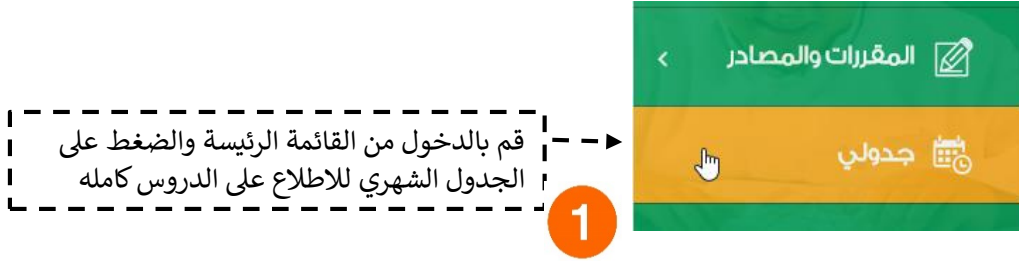 المقررات والمصادر
جدولي
قم بالدخول من القائمة الرئيسة والضغط على
الجدول الشهري للاطلاع على الدروس كامله
1